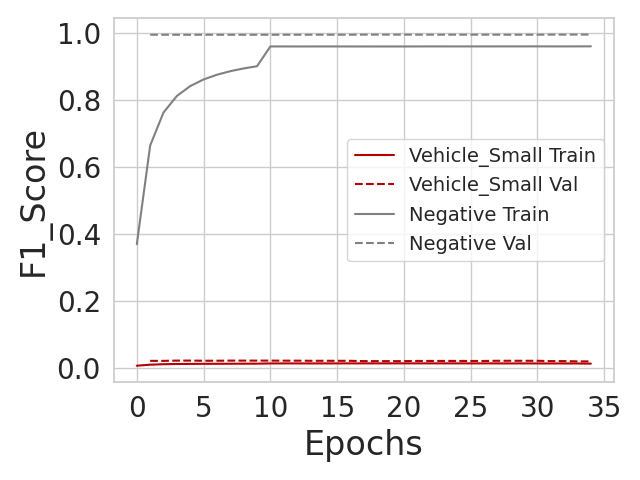 1.0
0.8
0.6
0.4
0.2
0.0
F1_Score
Vehicle_Small Train
Vehicle_Small Val
Negative Train
Negative Val
0 5 10 15 20 25 30 35
Epochs